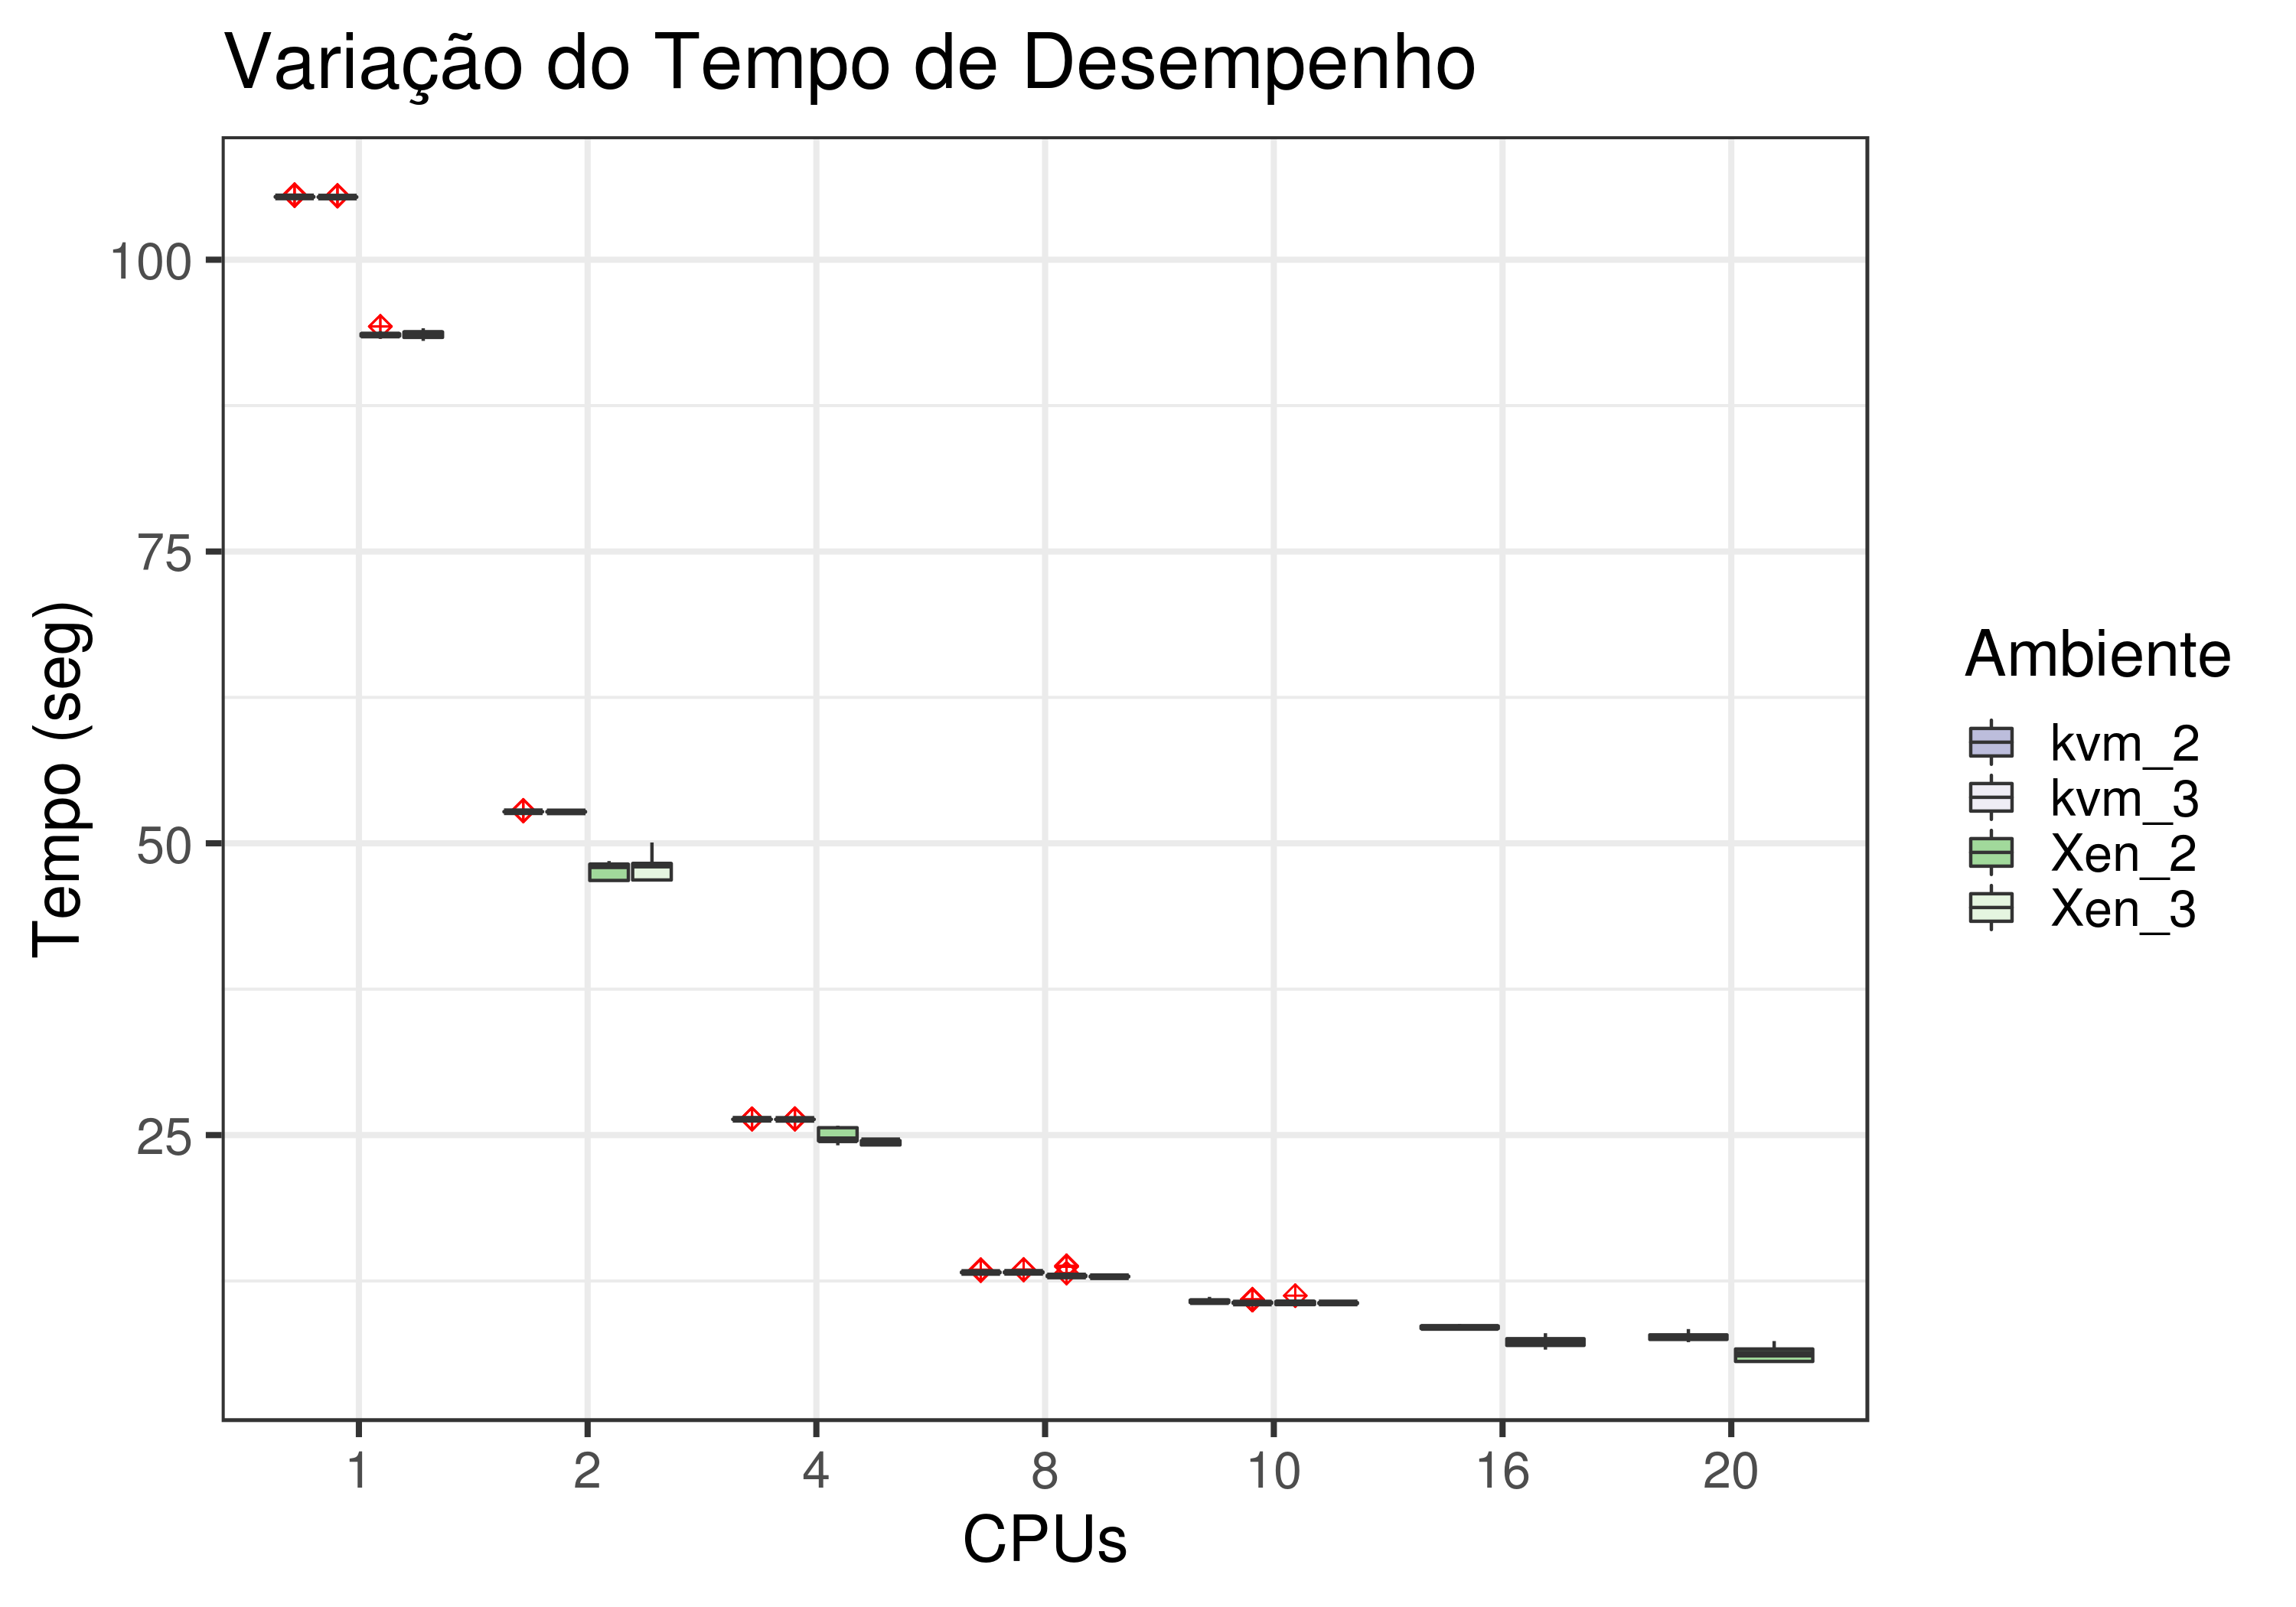 Variação do Tempo de Desempenho
Tempo (seg)
100
75
50
25
1 2 4 8 10 16 20
CPUs
Ambiente
kvm_2
kvm_3
Xen_2
Xen_3